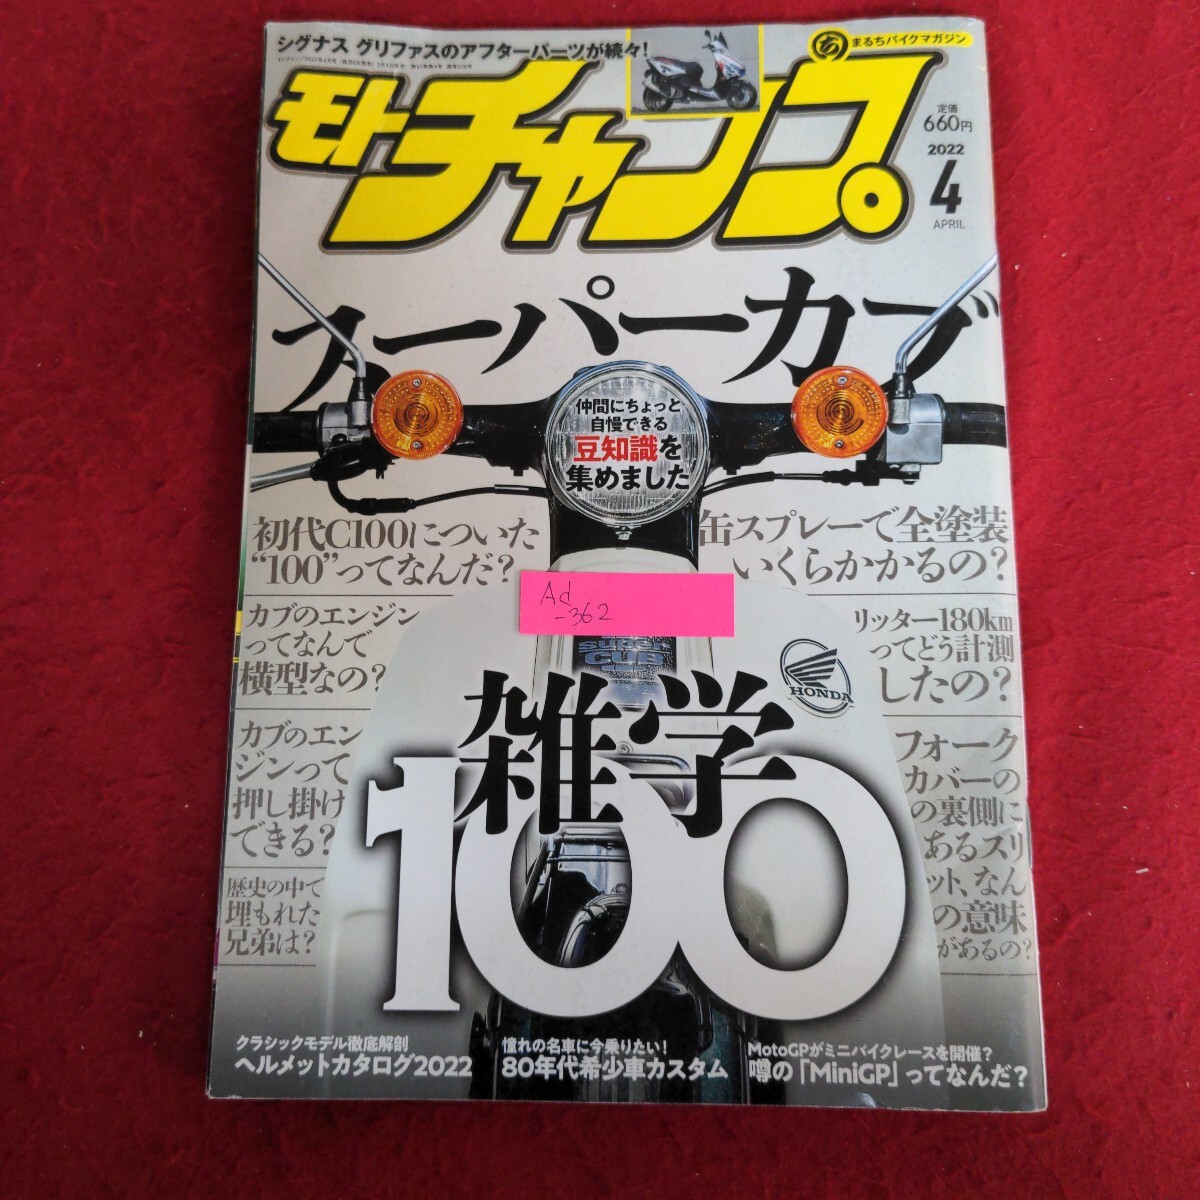 シグナス グリファスのアフターパーツが続々!
まるちバイクマガジン
モトチャンプ
定価
660円
2022
4
APRIL
スーパーカブ
仲間にちょっと
自慢できる
豆知識を
集めました
初代C100についた
“100”ってなんだ?
缶スプレーで全塗装
いくらかかるの?
Ad
-362
カブのエンジン
ってなんで
横型なの?
リッター180km
ってどう計測
したの?
SUPER
CUB
HONDA
雑学
100
カブのエン
ジンって
押し掛け
できる?
フォーク
カバーの
の裏側に
あるスリ
ット、なん
の意味
があるの?
歴史の中で
埋もれた
兄弟は?
クラシックモデル徹底解剖
ヘルメットカタログ2022
憧れの名車に今乗りたい!
80年代希少車カスタム
MotoGPがミニバイクレースを開催?
噂の「MiniGP」ってなんだ?